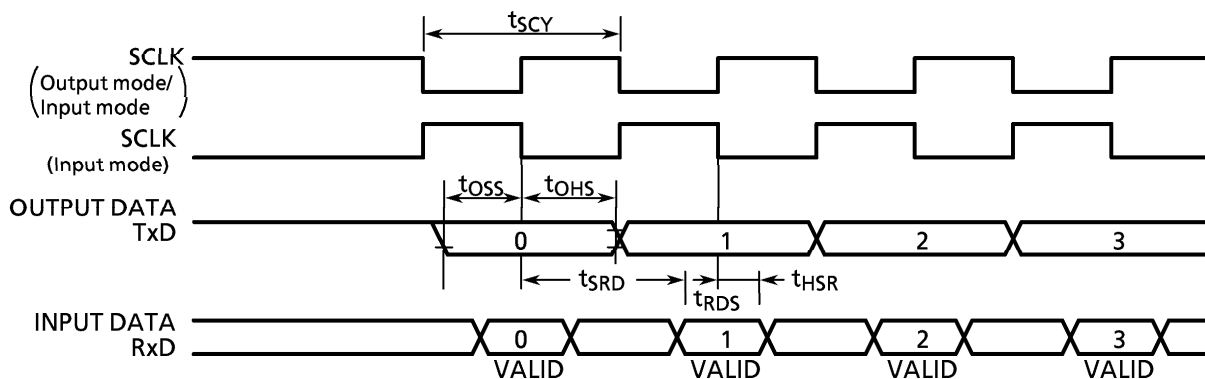 tSCY
SCLK
(Output mode/
Input mode)
SCLK
(Input mode)
tOSS
tOHS
OUTPUT DATA
TxD
0
1
2
3
tSRD
tRDS
tHSR
INPUT DATA
RxD
0
1
2
3
VALID
VALID
VALID
VALID